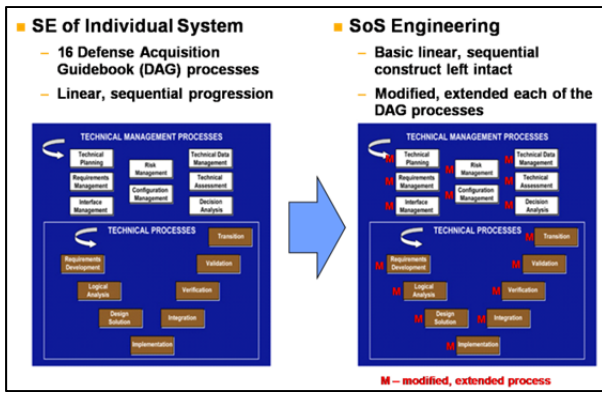 SE of Individual System
– 16 Defense Acquisition
Guidebook (DAG) processes
– Linear, sequential progression
TECHNICAL MANAGEMENT PROCESSES
Technical
Planning
Risk
Management
Technical Data
Management
Requirements
Management
Configuration
Management
Technical
Assessment
Interface
Management
Decision
Analysis
TECHNICAL PROCESSES
Transition
Requirements
Development
Validation
Logical
Analysis
Verification
Design
Solution
Integration
Implementation
SoS Engineering
– Basic linear, sequential
construct left intact
– Modified, extended each of the
DAG processes
TECHNICAL MANAGEMENT PROCESSES
M Technical
Planning
M Risk
Management
M Technical Data
Management
M Requirements
Management
M Configuration
Management
M Technical
Assessment
M Interface
Management
M Decision
Analysis
TECHNICAL PROCESSES
M Transition
M Requirements
Development
M Validation
M Logical
Analysis
M Verification
M Design
Solution
M Integration
M Implementation
M – modified, extended process